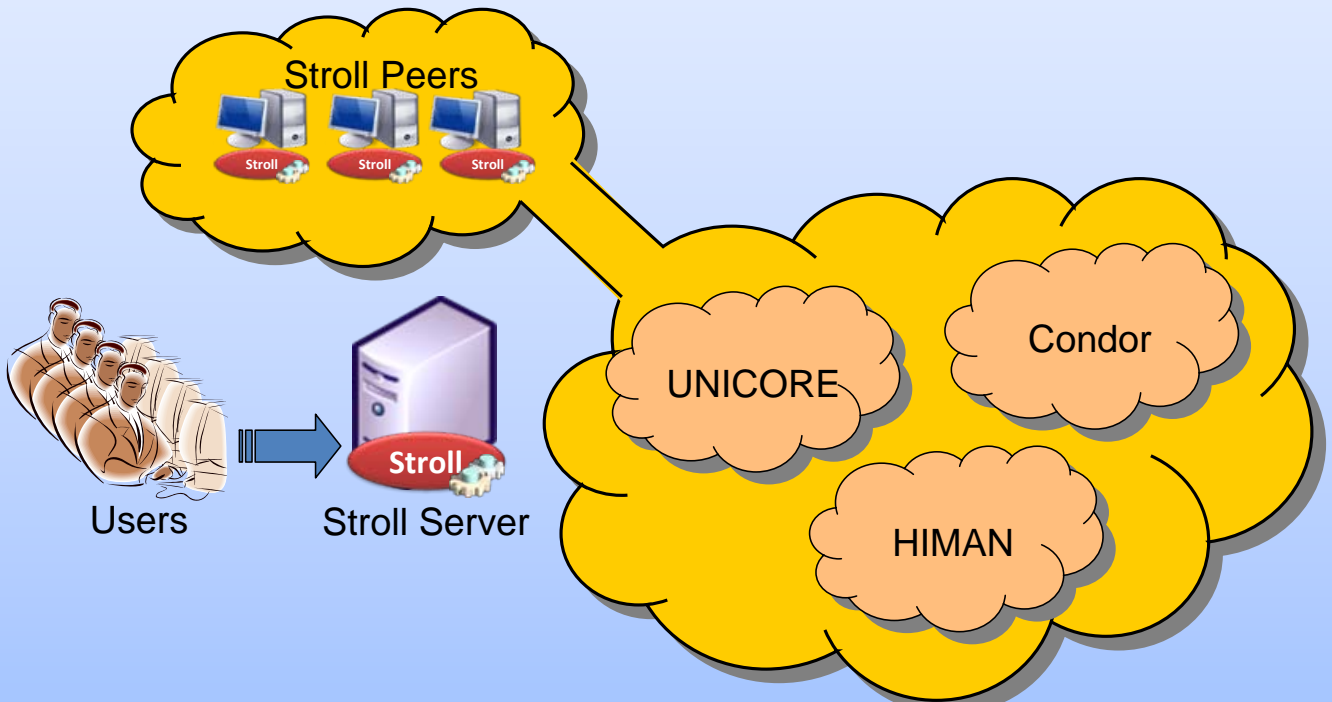 Stroll Peers
Stroll
Stroll
Stroll
UNICORE
Condor
HIMAN
Stroll
Users
Stroll Server